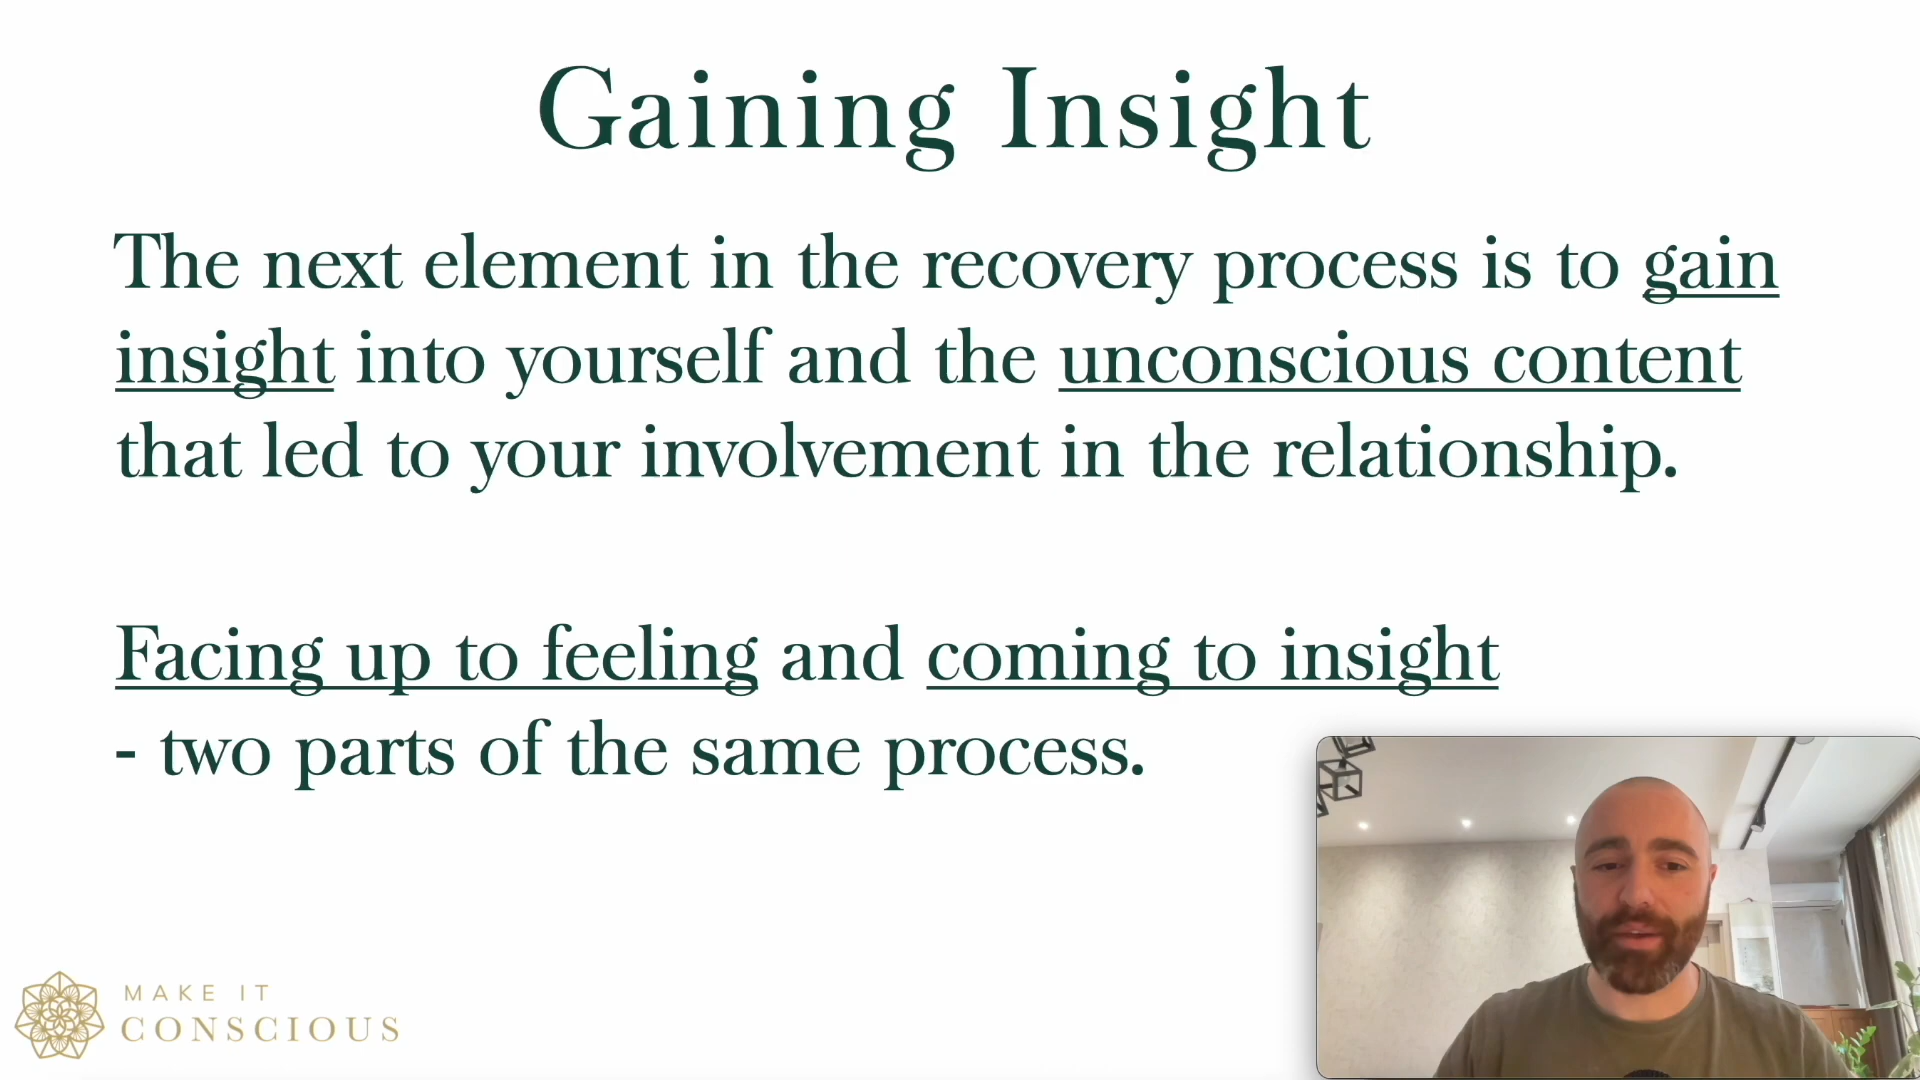 Gaining Insight
The next element in the recovery process is to gain
insight into yourself and the unconscious content
that led to your involvement in the relationship.
Facing up to feeling and coming to insight
- two parts of the same process.
MAKE IT
CONSCIOUS